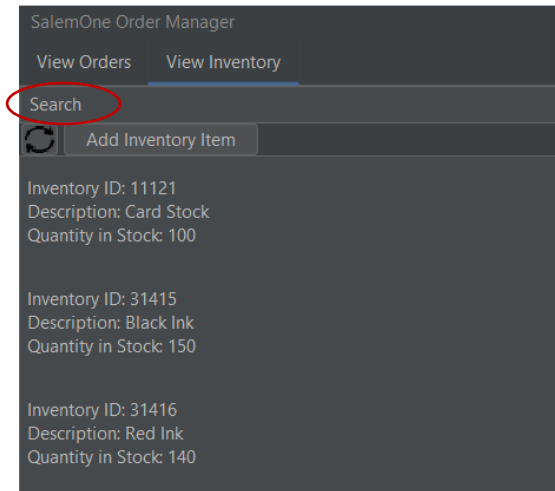 SalemOne Order Manager
View Orders View Inventory
Search
Add Inventory Item
Inventory ID: 11121
Description: Card Stock
Quantity in Stock: 100
Inventory ID: 31415
Description: Black Ink
Quantity in Stock: 150
Inventory ID: 31416
Description: Red Ink
Quantity in Stock: 140